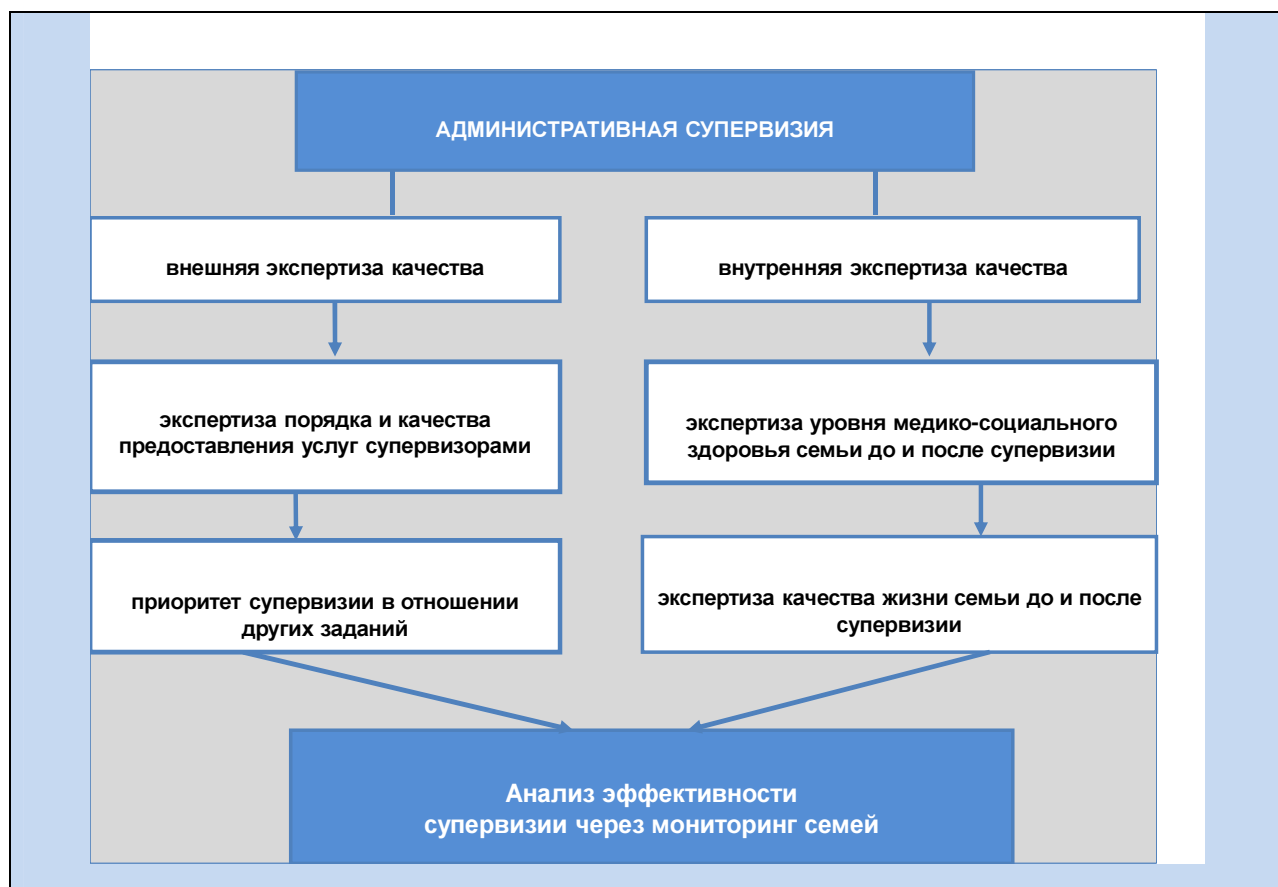 АДМИНИСТРАТИВНАЯ СУПЕРВИЗИЯ
внешняя экспертиза качества
внутренняя экспертиза качества
экспертиза порядка и качества
предоставления услуг супервизорами
экспертиза уровня медико-социального
здоровья семьи до и после супервизии
приоритет супервизии в отношении
других заданий
экспертиза качества жизни семьи до и после
супервизии
Анализ эффективности
супервизии через мониторинг семей